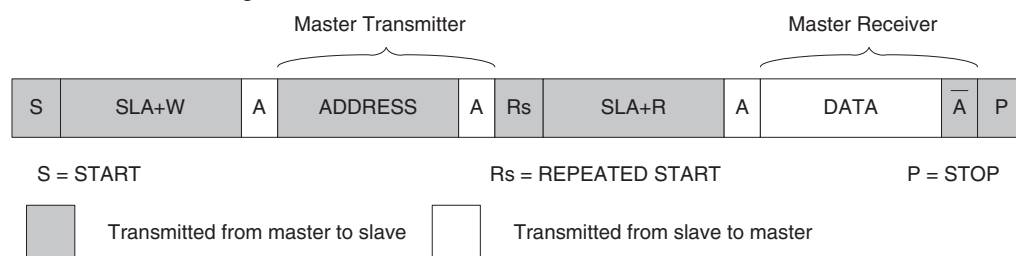 Master Transmitter Master Receiver
S SLA+W A ADDRESS A Rs SLA+R A DATA A̅ P
S = START Rs = REPEATED START P = STOP
Transmitted from master to slave Transmitted from slave to master